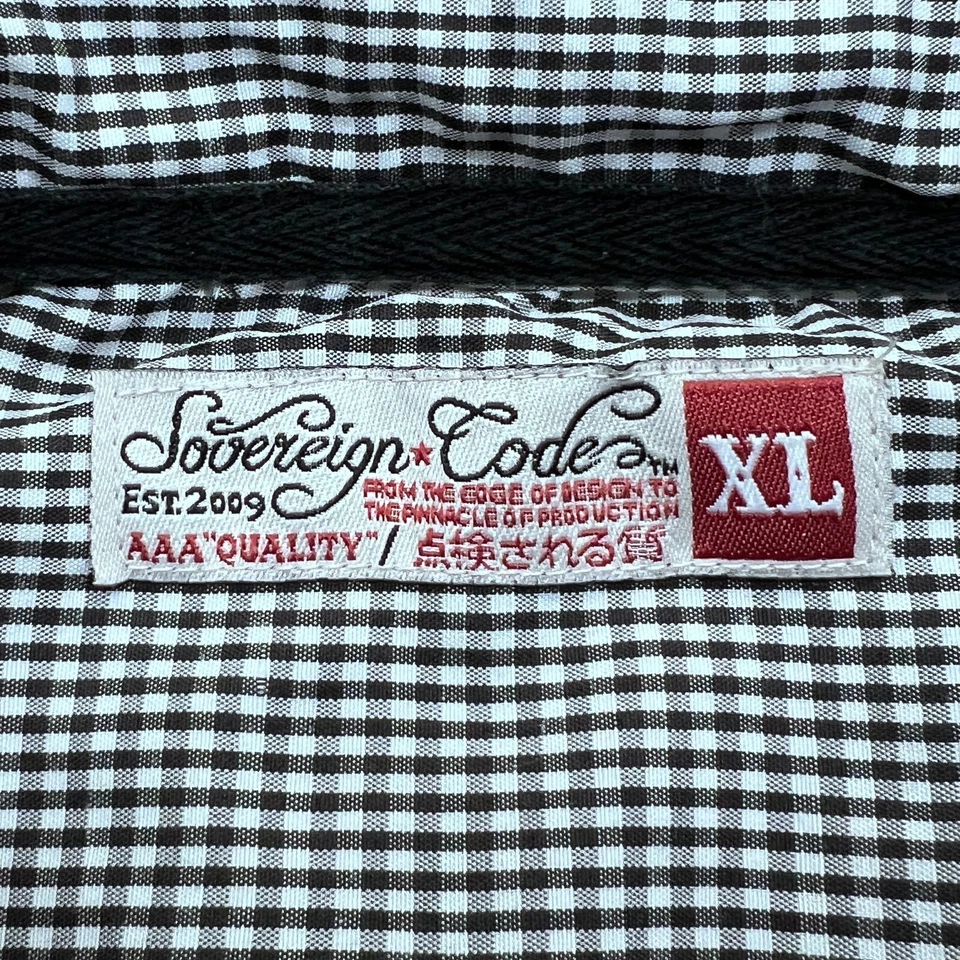 Sovereign★Code™
EST.2009
FROM THE EDGE OF DESIGN TO
THE PINNACLE OF PRODUCTION
AAA"QUALITY" / 点検される質
XL